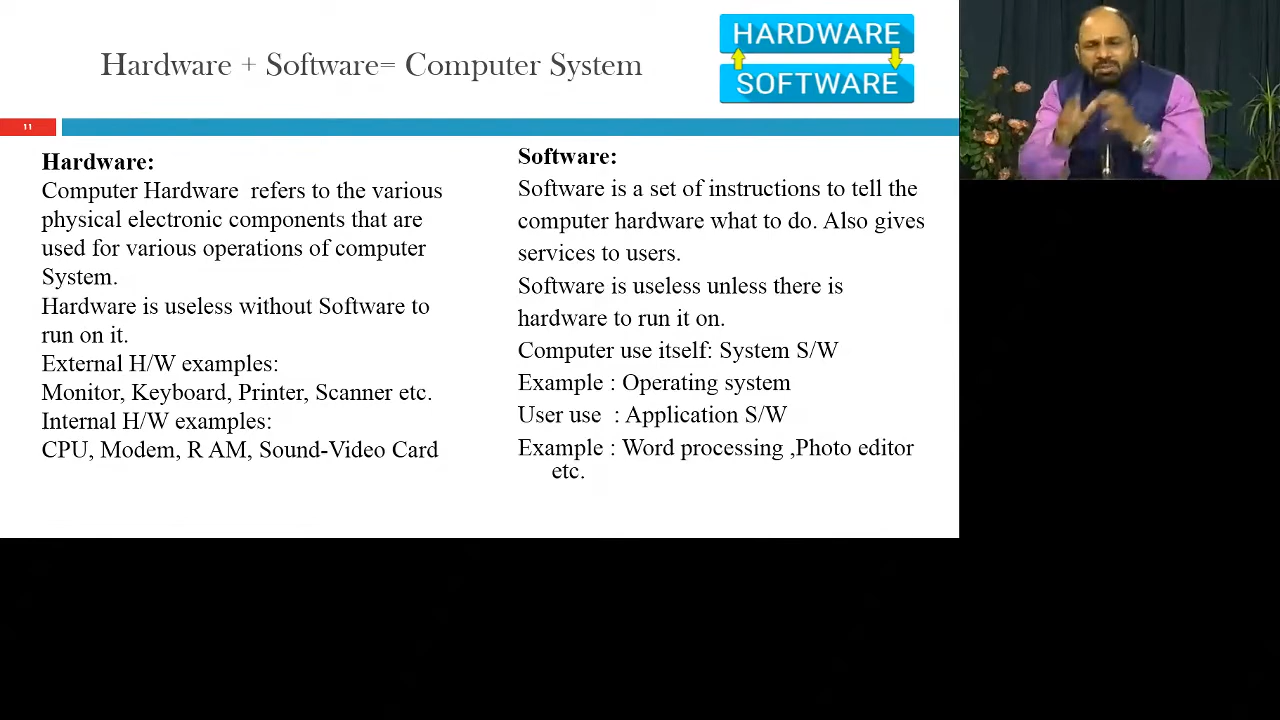 Hardware + Software= Computer System
HARDWARE
SOFTWARE
11
Hardware:
Computer Hardware  refers to the various
physical electronic components that are
used for various operations of computer
System.
Hardware is useless without Software to
run on it.
External H/W examples:
Monitor, Keyboard, Printer, Scanner etc.
Internal H/W examples:
CPU, Modem, R AM, Sound-Video Card
Software:
Software is a set of instructions to tell the
computer hardware what to do. Also gives
services to users.
Software is useless unless there is
hardware to run it on.
Computer use itself: System S/W
Example : Operating system
User use  : Application S/W
Example : Word processing ,Photo editor
etc.